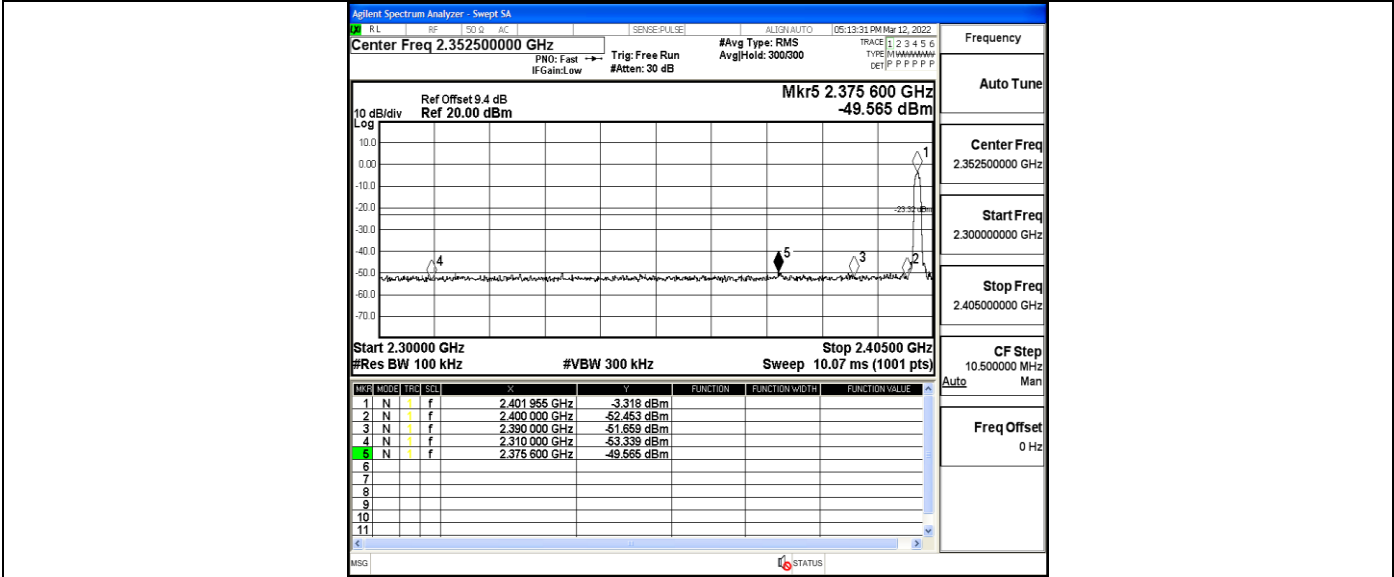 Agilent Spectrum Analyzer - Swept SA
RL RF 50 Ω AC SENSE:PULSE ALIGNAUTO 05:13:31 PM Mar 12, 2022
Center Freq 2.352500000 GHz
PNO: Fast
IFGain:Low
Trig: Free Run
#Atten: 30 dB
#Avg Type: RMS
Avg|Hold: 300/300
TRACE 1 2 3 4 5 6
TYPE MWWWWW
DET P P P P P P
Frequency
Auto Tune
Center Freq
2.352500000 GHz
Start Freq
2.300000000 GHz
Stop Freq
2.405000000 GHz
CF Step
10.500000 MHz
Auto Man
Freq Offset
0 Hz
Mkr5 2.375 600 GHz
-49.565 dBm
Ref Offset 9.4 dB
10 dB/div Ref 20.00 dBm
Log
10.0
0.00
-10.0
-20.0
-30.0
-40.0
-50.0
-60.0
-70.0
1
-23.32 dBm
4
5
3
2
Start 2.30000 GHz Stop 2.40500 GHz
#Res BW 100 kHz #VBW 300 kHz Sweep 10.07 ms (1001 pts)
MKR MODE TRC SCL X Y FUNCTION FUNCTION WIDTH FUNCTION VALUE
1 N 1 f 2.401 955 GHz -3.318 dBm
2 N 1 f 2.400 000 GHz -52.453 dBm
3 N 1 f 2.390 000 GHz -51.659 dBm
4 N 1 f 2.310 000 GHz -53.339 dBm
5 N 1 f 2.375 600 GHz -49.565 dBm
6
7
8
9
10
11
MSG STATUS